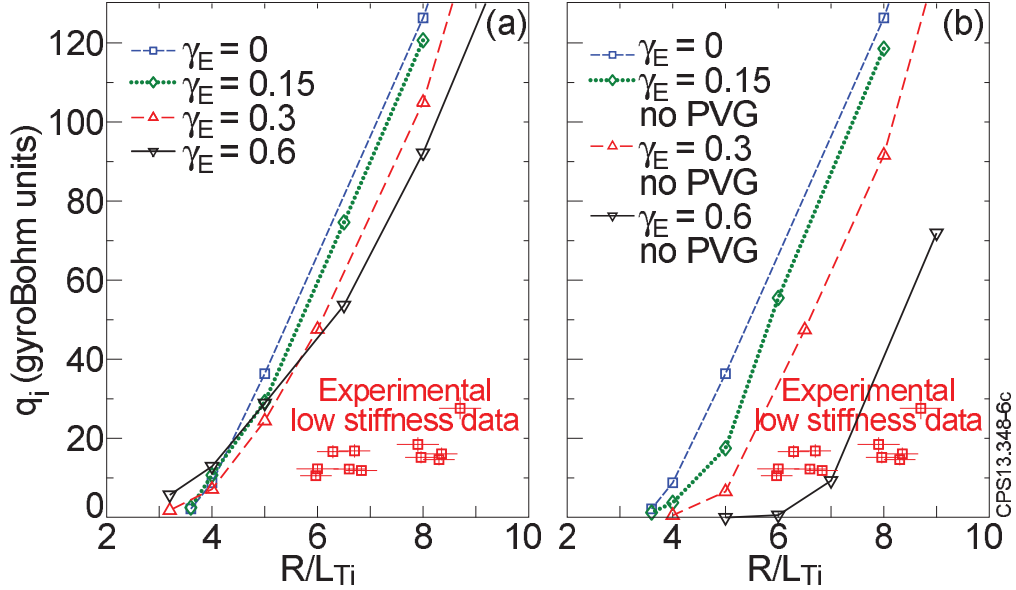 (a)
γE = 0
γE = 0.15
γE = 0.3
γE = 0.6
120
100
80
60
40
20
0
qi (gyroBohm units)
Experimental
low stiffness data
2 4 6 8 10
R/LTi
(b)
γE = 0
γE = 0.15
no PVG
γE = 0.3
no PVG
γE = 0.6
no PVG
Experimental
low stiffness data
2 4 6 8 10
R/LTi
CPS13.348-6c